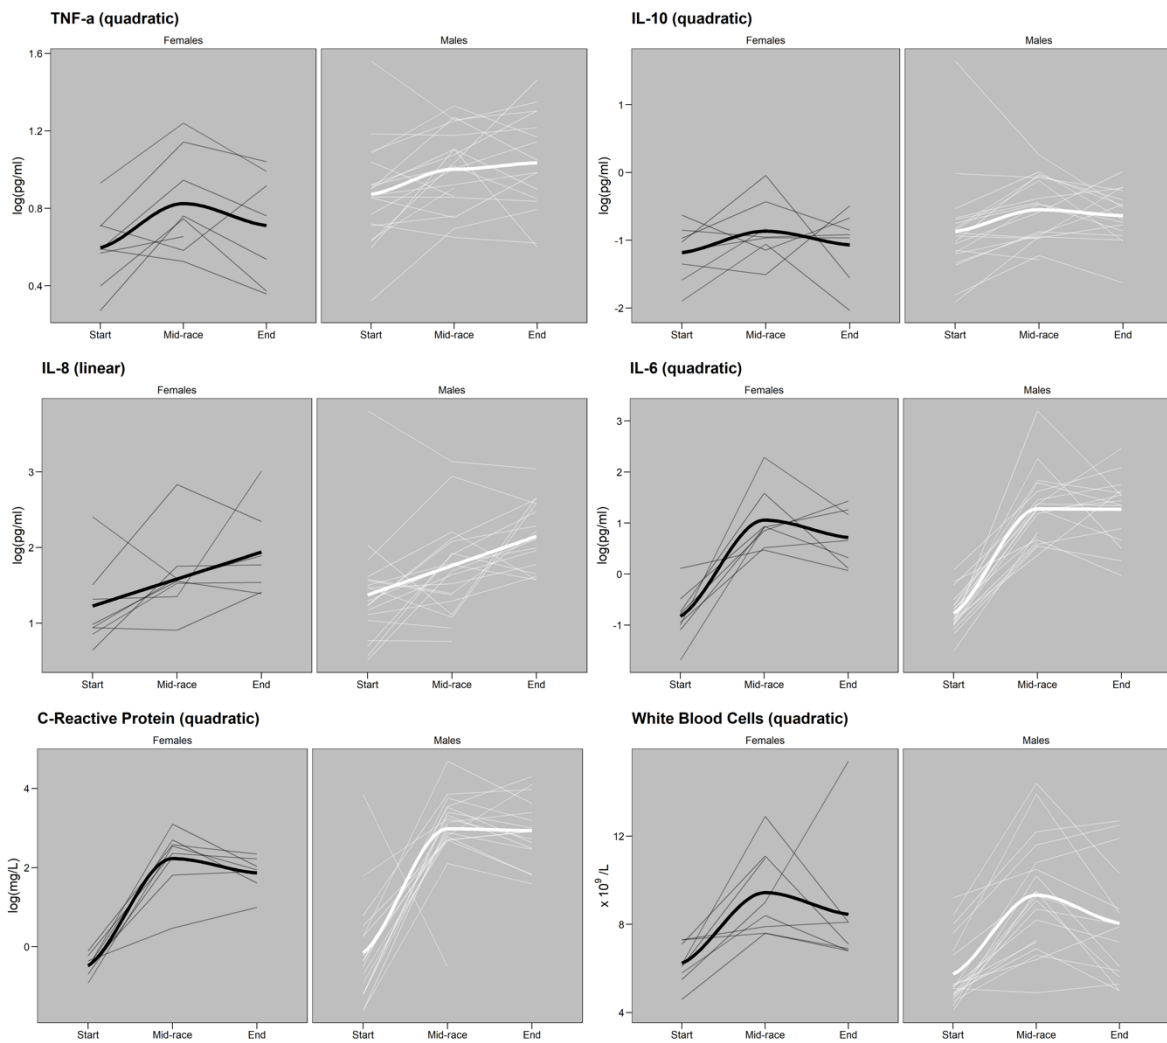 TNF-a (quadratic)
Females
Males
log(pg/ml)
1.6
1.2
0.8
0.4
Start
Mid-race
End
Start
Mid-race
End
IL-10 (quadratic)
Females
Males
log(pg/ml)
1
0
-1
-2
Start
Mid-race
End
Start
Mid-race
End
IL-8 (linear)
Females
Males
log(pg/ml)
3
2
1
Start
Mid-race
End
Start
Mid-race
End
IL-6 (quadratic)
Females
Males
log(pg/ml)
3
2
1
0
-1
Start
Mid-race
End
Start
Mid-race
End
C-Reactive Protein (quadratic)
Females
Males
log(mg/L)
4
2
0
Start
Mid-race
End
Start
Mid-race
End
White Blood Cells (quadratic)
Females
Males
x 10⁹ /L
12
8
4
Start
Mid-race
End
Start
Mid-race
End